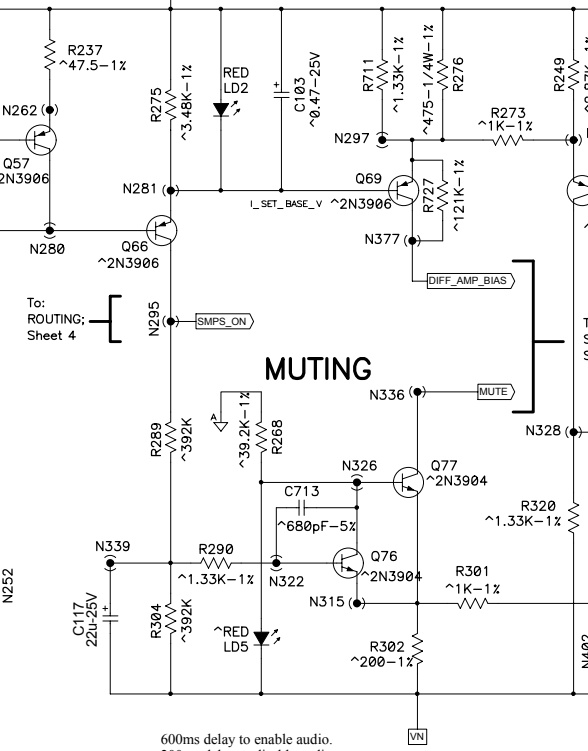 R237
^47.5-1%
N262
Q57
2N3906
N280
R275
^3.48K-1%
RED
LD2
C103
^0.47-25V
+
R711
^1.33K-1%
^475-1/4W-1%
R276
R249
R273
^1K-1%
N297
N281
I_SET_BASE_V
Q69
^2N3906
R727
^121K-1%
N377
Q66
^2N3906
DIFF_AMP_BIAS
To:
ROUTING;
Sheet 4
N295
SMPS_ON
MUTING
N336
MUTE
N328
R289
^392K
A
^39.2K-1%
R268
N326
Q77
^2N3904
C713
^680pF-5%
R320
^1.33K-1%
N339
R290
^1.33K-1%
N322
Q76
^2N3904
N315
R301
^1K-1%
N252
C117
22u-25V
+
R304
^392K
^RED
LD5
R302
^200-1%
N402
VN
600ms delay to enable audio.